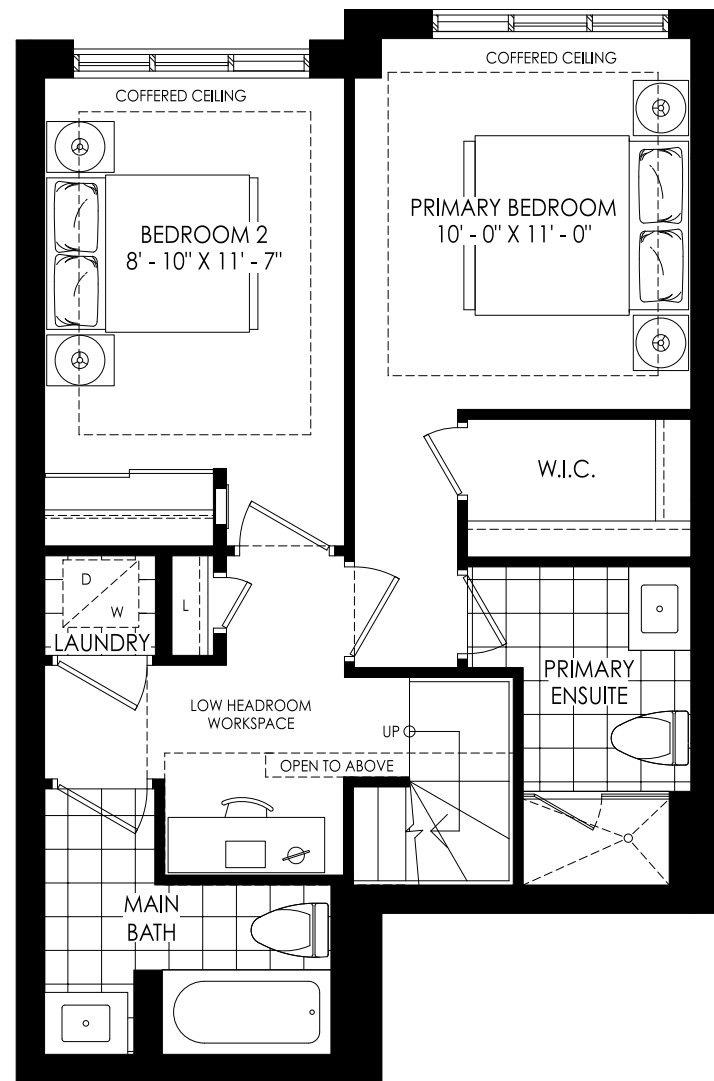 COFFERED CEILING
COFFERED CEILING
BEDROOM 2
8' - 10" X 11' - 7"
PRIMARY BEDROOM
10' - 0" X 11' - 0"
W.I.C.
D
W
LAUNDRY
L
PRIMARY
ENSUITE
LOW HEADROOM
WORKSPACE
UP
OPEN TO ABOVE
MAIN
BATH